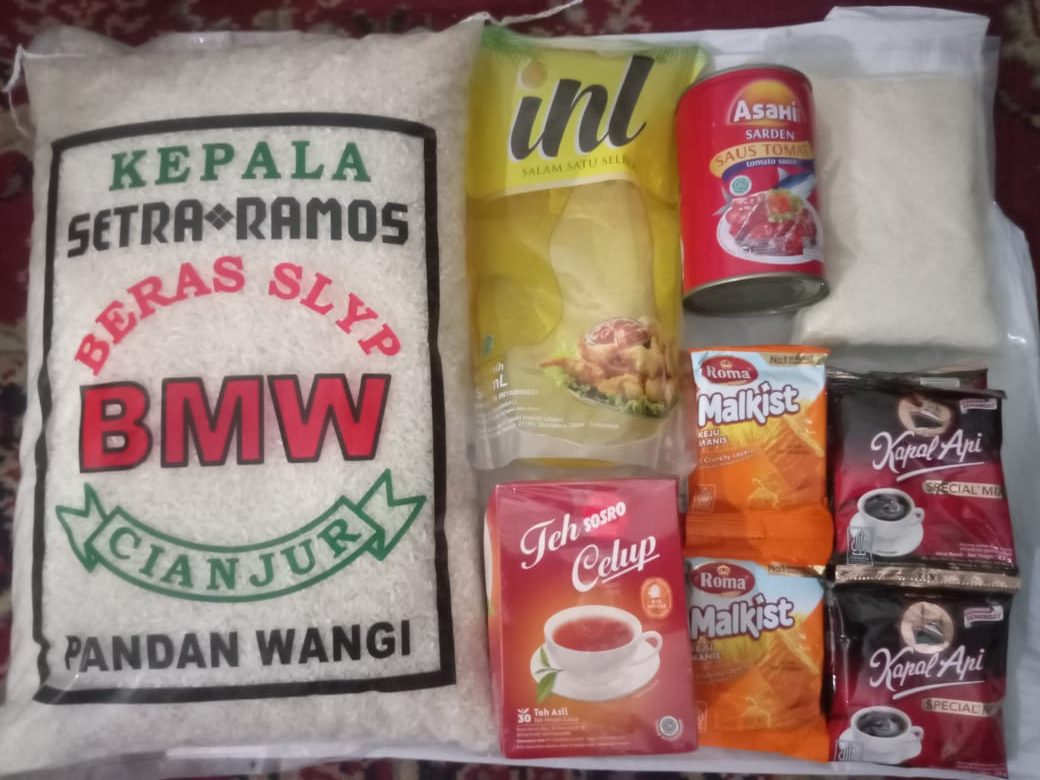 KEPALA
SETRA❖RAMOS
BERAS SLYP
BMW
CIANJUR
PANDAN WANGI
inl
SALAM SATU
ASAHI
SARDEN
SAUS TOMAT
tomato sauce
Roma
Malkist
KEJU
MANIS
Kapal Api
SPECIAL MIX
Teh SOSRO
Celup
30 Teh Asli
Roma
Malkist
MANIS
Kapal Api
SPECIAL